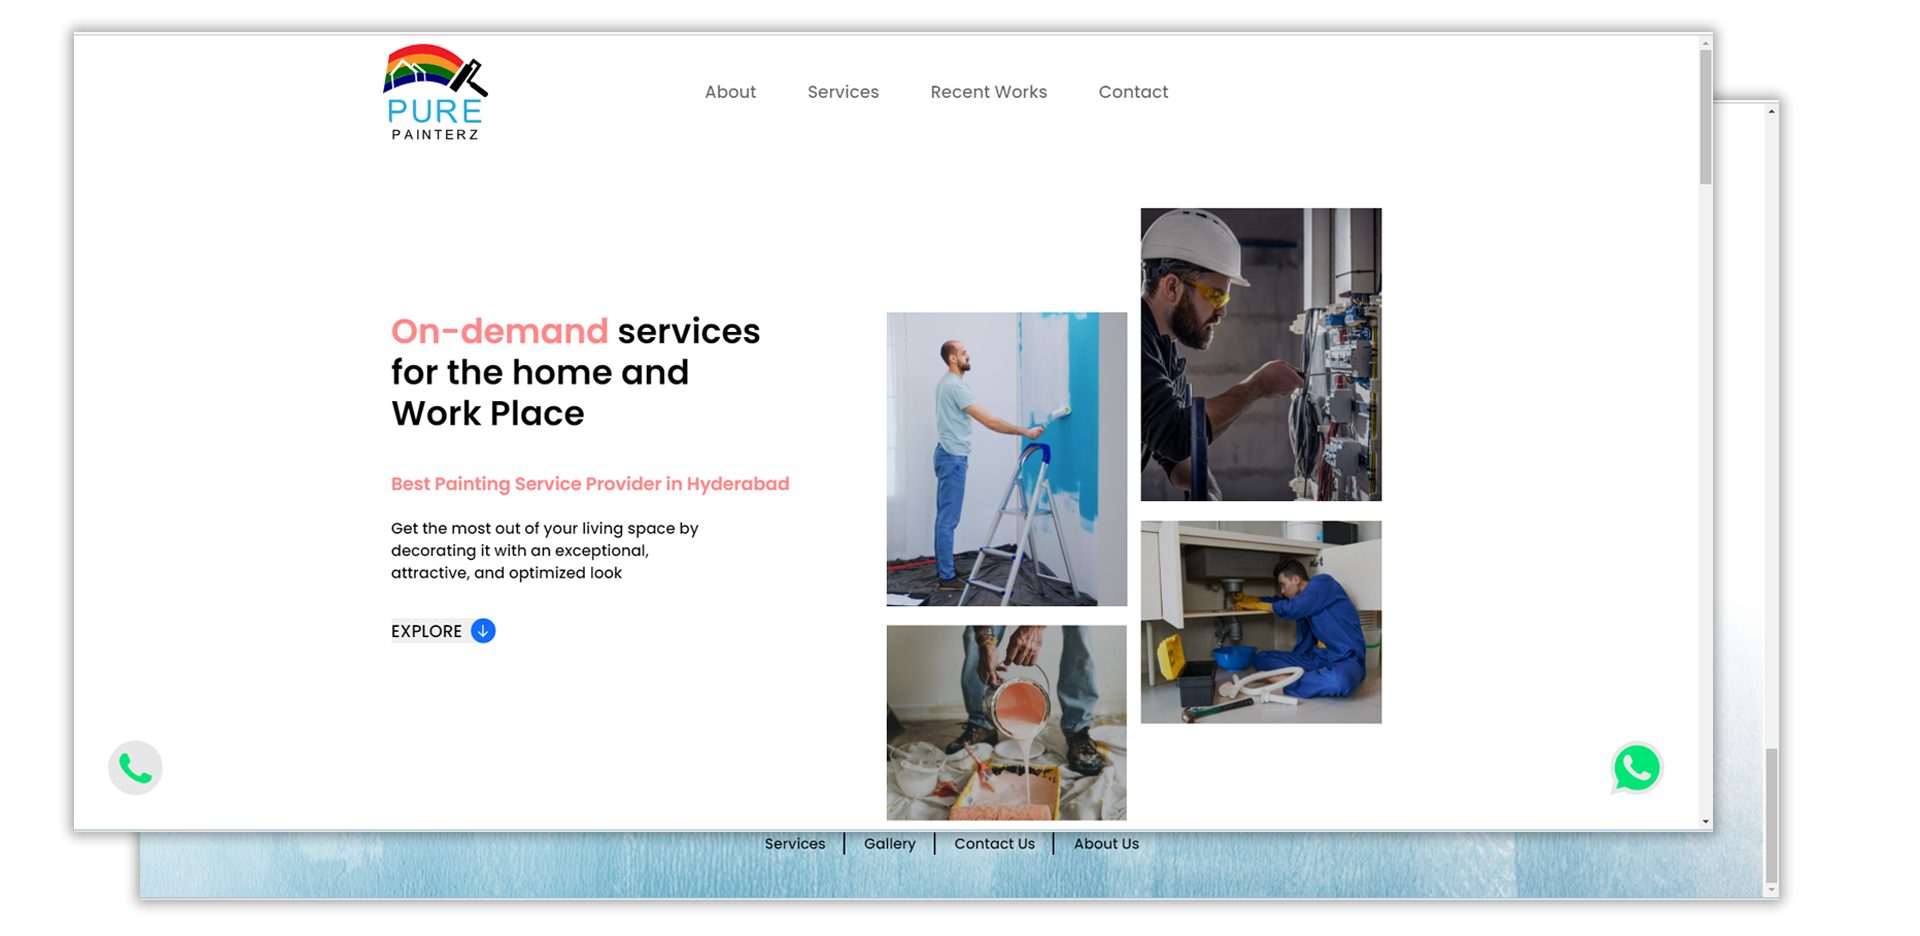 PURE
PAINTERZ
About Services Recent Works Contact
On-demand services
for the home and
Work Place
Best Painting Service Provider in Hyderabad
Get the most out of your living space by
decorating it with an exceptional,
attractive, and optimized look
EXPLORE
Services | Gallery | Contact Us | About Us